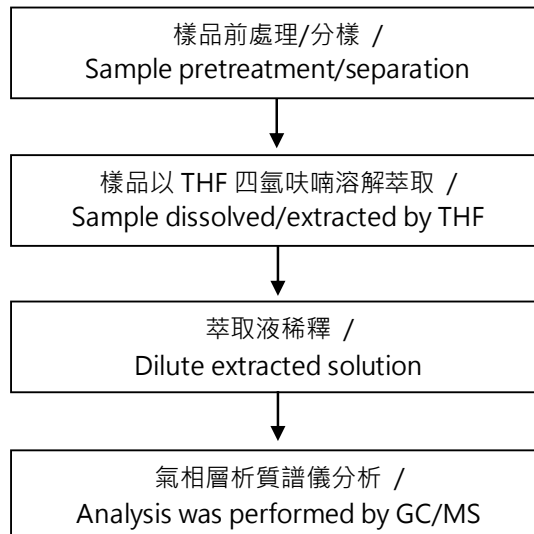 樣品前處理/分樣 /
Sample pretreatment/separation
樣品以 THF 四氫呋喃溶解萃取 /
Sample dissolved/extracted by THF
萃取液稀釋 /
Dilute extracted solution
氣相層析質譜儀分析 /
Analysis was performed by GC/MS